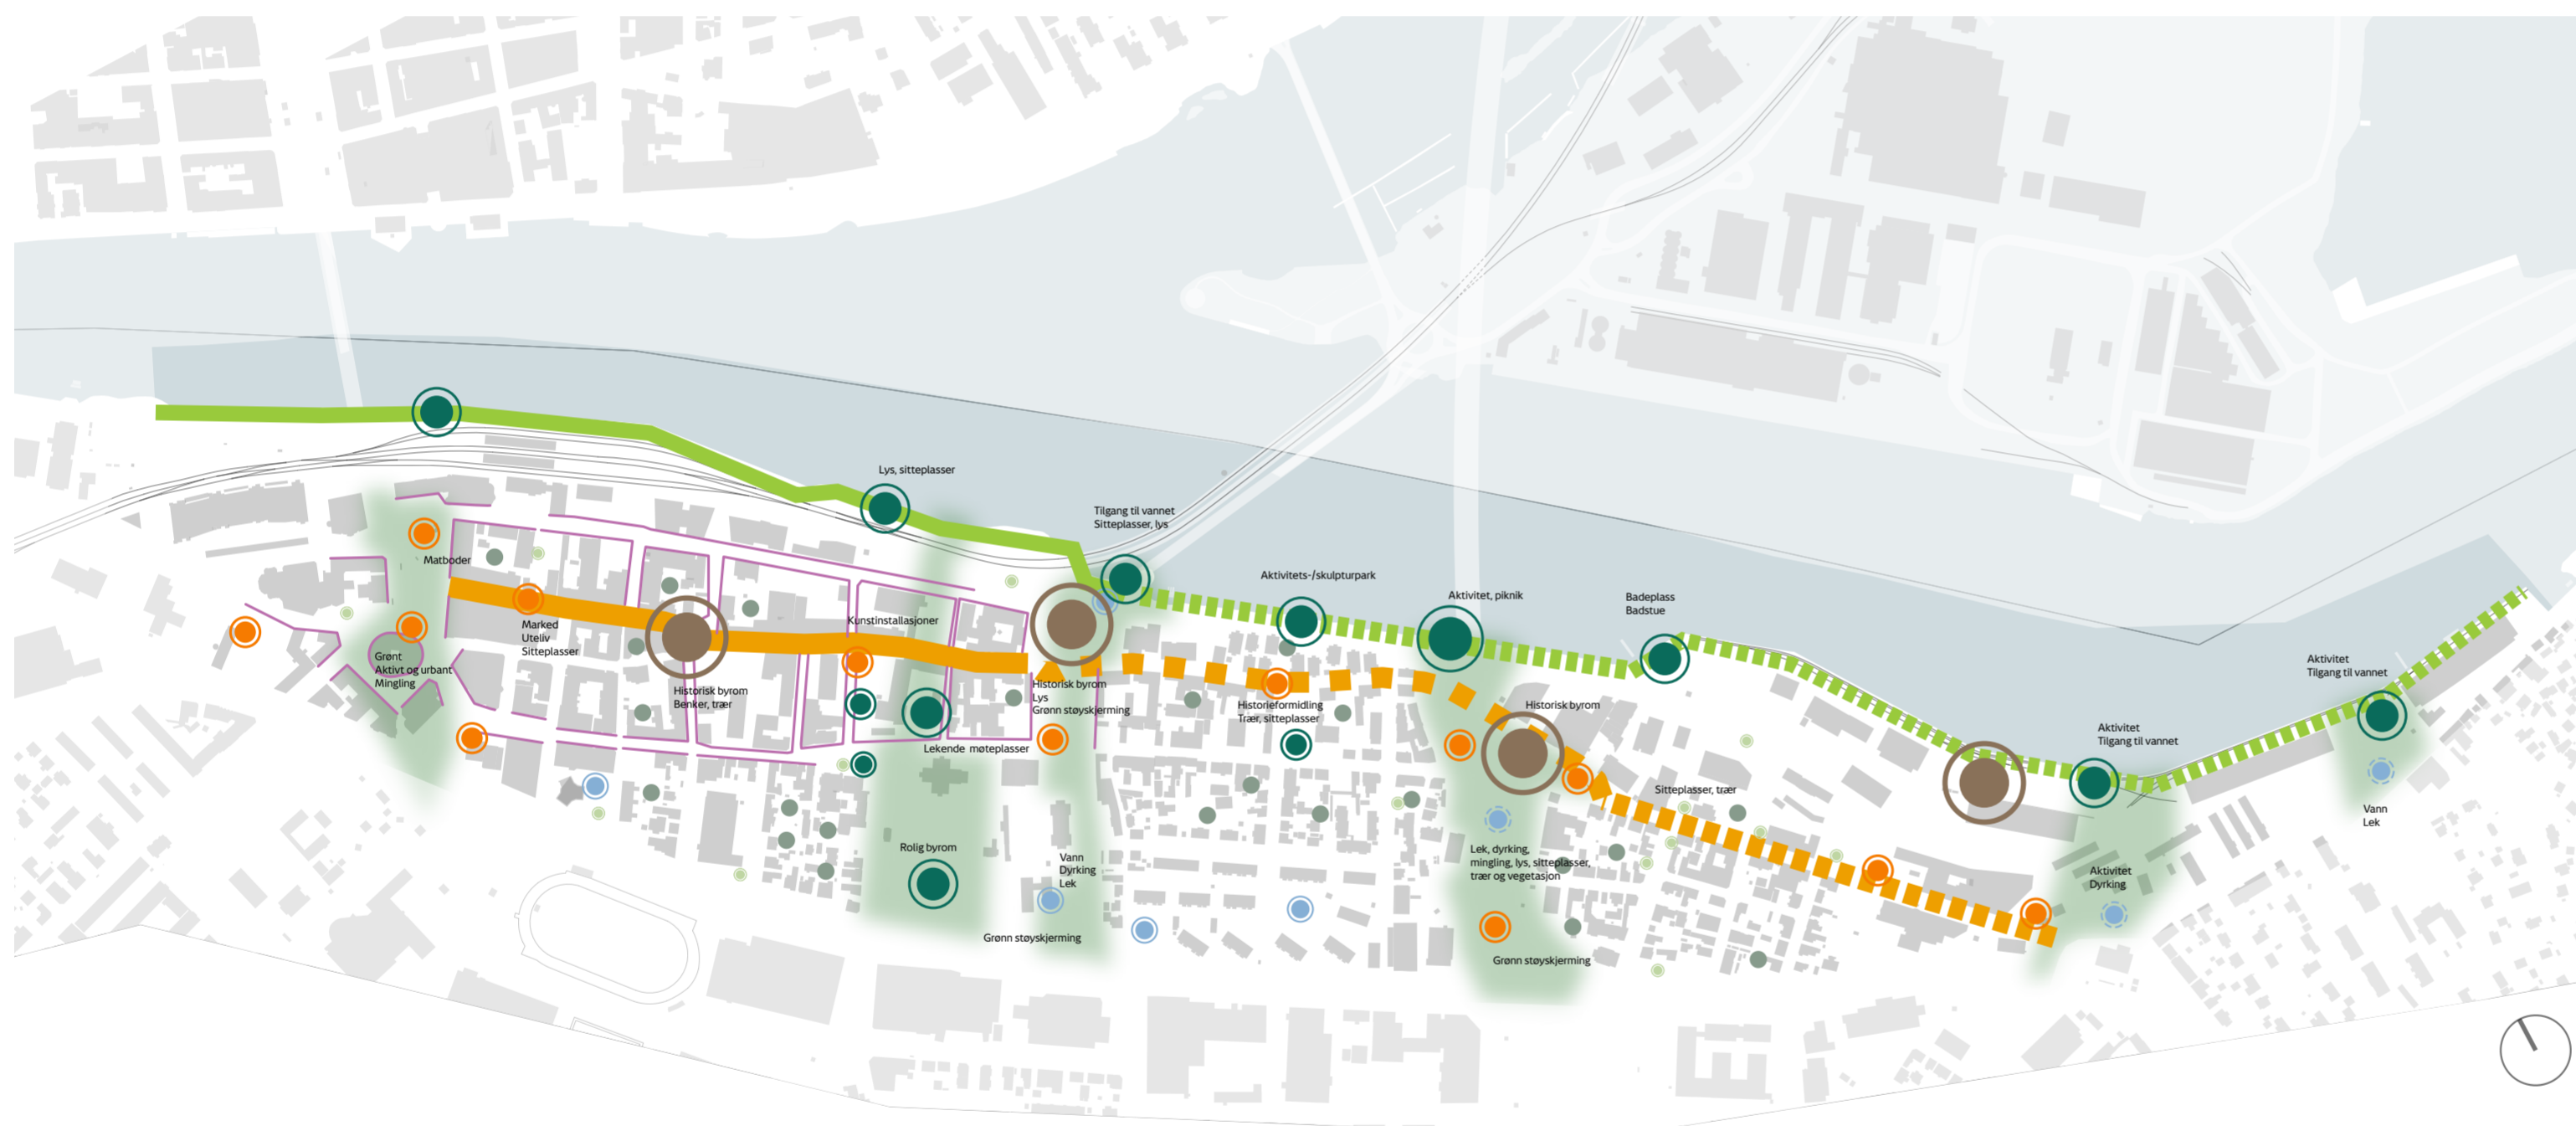 Lys, sitteplasser
Tilgang til vannet
Sitteplasser, lys
Matboder
Aktivitets-/skulpturpark
Aktivitet, piknik
Badeplass
Badstue
Marked
Uteliv
Sitteplasser
Kunstinstallasjoner
Grønt
Aktivt og urbant
Mingling
Historisk byrom
Benker, trær
Historisk byrom
Lys
Grønn støyskjerming
Historieformidling
Trær, sitteplasser
Historisk byrom
Aktivitet
Tilgang til vannet
Aktivitet
Tilgang til vannet
Lekende møteplasser
Sitteplasser, trær
Vann
Lek
Rolig byrom
Vann
Dyrking
Lek
Lek, dyrking,
mingling, lys, sitteplasser,
trær og vegetasjon
Aktivitet
Dyrking
Grønn støyskjerming
Grønn støyskjerming